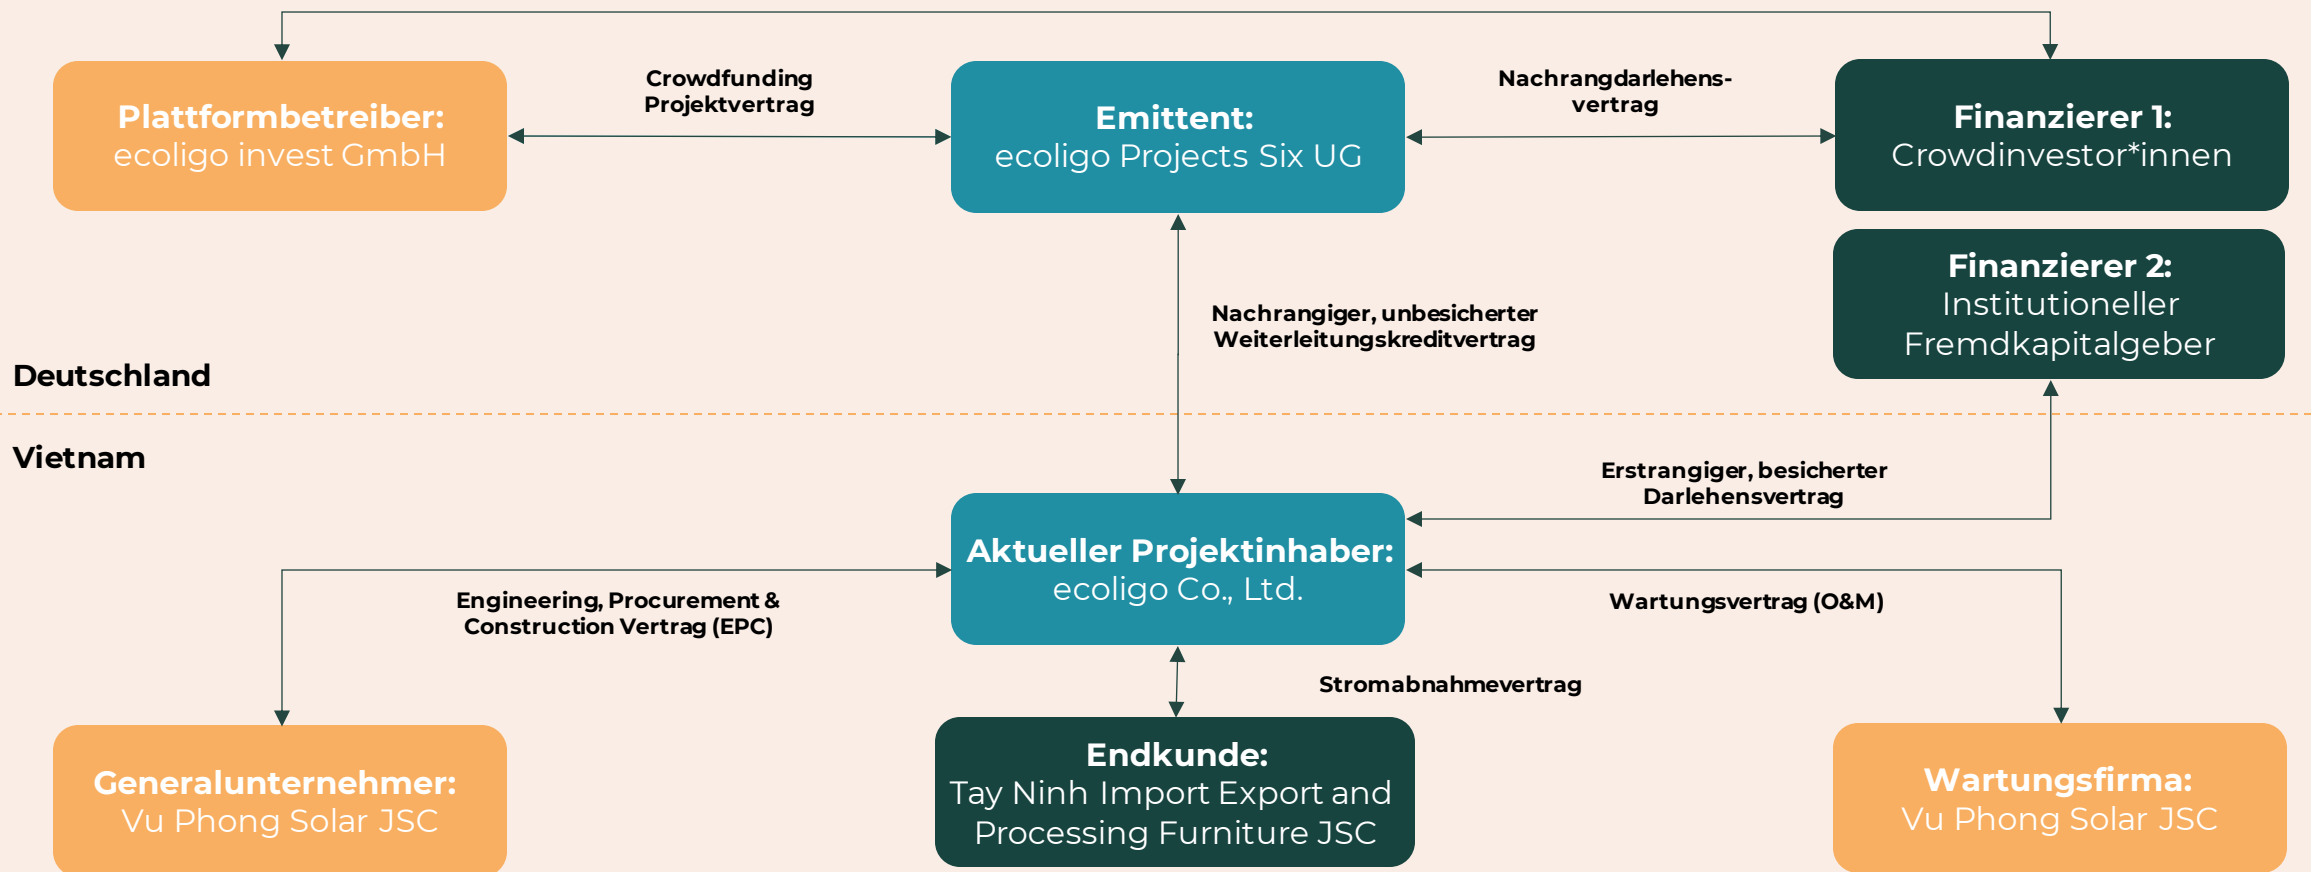 Plattformbetreiber:
ecoligo invest GmbH
Crowdfunding
Projektvertrag
Emittent:
ecoligo Projects Six UG
Nachrangdarlehens-
vertrag
Finanzierer 1:
Crowdinvestor*innen
Finanzierer 2:
Institutioneller
Fremdkapitalgeber
Nachrangiger, unbesicherter
Weiterleitungskreditvertrag
Deutschland
Vietnam
Erstrangiger, besicherter
Darlehensvertrag
Aktueller Projektinhaber:
ecoligo Co., Ltd.
Engineering, Procurement &
Construction Vertrag (EPC)
Wartungsvertrag (O&M)
Stromabnahmevertrag
Generalunternehmer:
Vu Phong Solar JSC
Endkunde:
Tay Ninh Import Export and
Processing Furniture JSC
Wartungsfirma:
Vu Phong Solar JSC